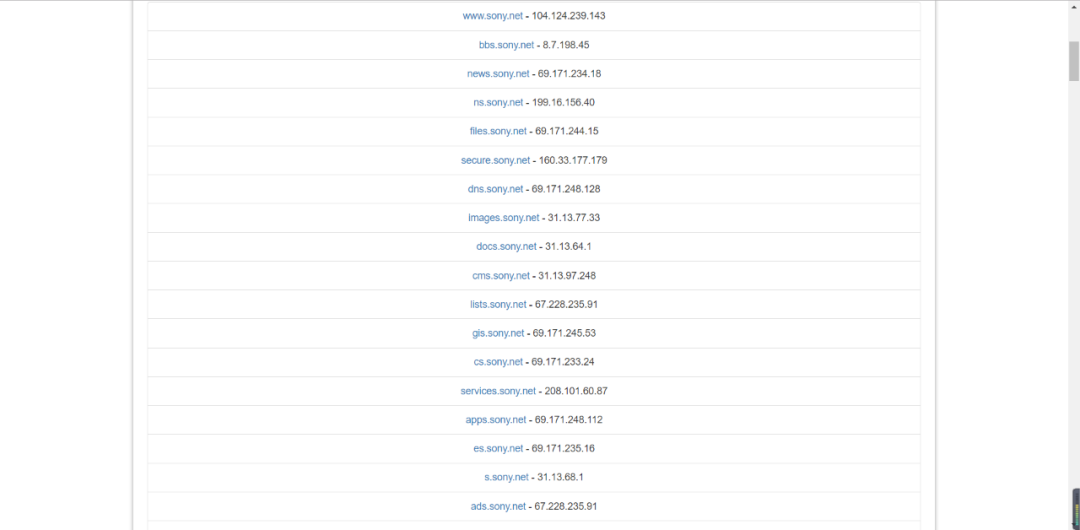 www.sony.net - 104.124.239.143
bbs.sony.net - 8.7.198.45
news.sony.net - 69.171.234.18
ns.sony.net - 199.16.156.40
files.sony.net - 69.171.244.15
secure.sony.net - 160.33.177.179
dns.sony.net - 69.171.248.128
images.sony.net - 31.13.77.33
docs.sony.net - 31.13.64.1
cms.sony.net - 31.13.97.248
lists.sony.net - 67.228.235.91
gis.sony.net - 69.171.245.53
cs.sony.net - 69.171.233.24
services.sony.net - 208.101.60.87
apps.sony.net - 69.171.248.112
es.sony.net - 69.171.235.16
s.sony.net - 31.13.68.1
ads.sony.net - 67.228.235.91